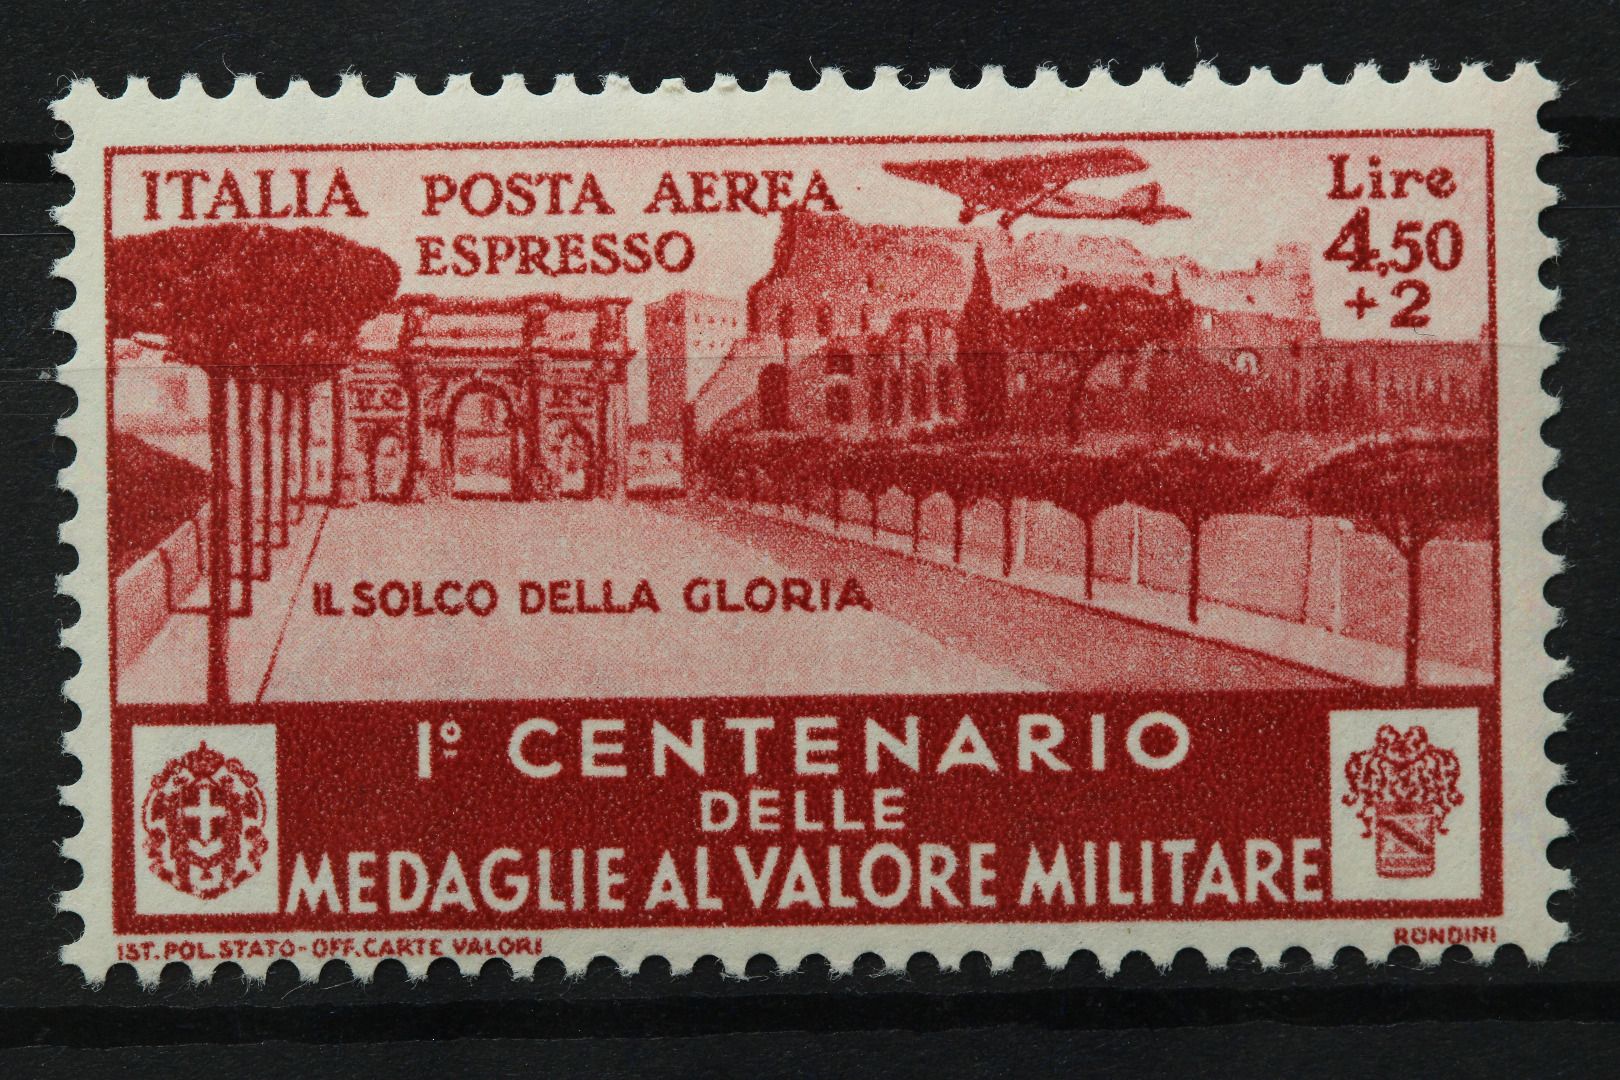 ITALIA POSTA AEREA
ESPRESSO
Lire
4,50
+2
IL SOLCO DELLA GLORIA
1° CENTENARIO
DELLE
MEDAGLIE AL VALORE MILITARE
IST. POL. STATO-OFF. CARTE VALORI
RONDINI